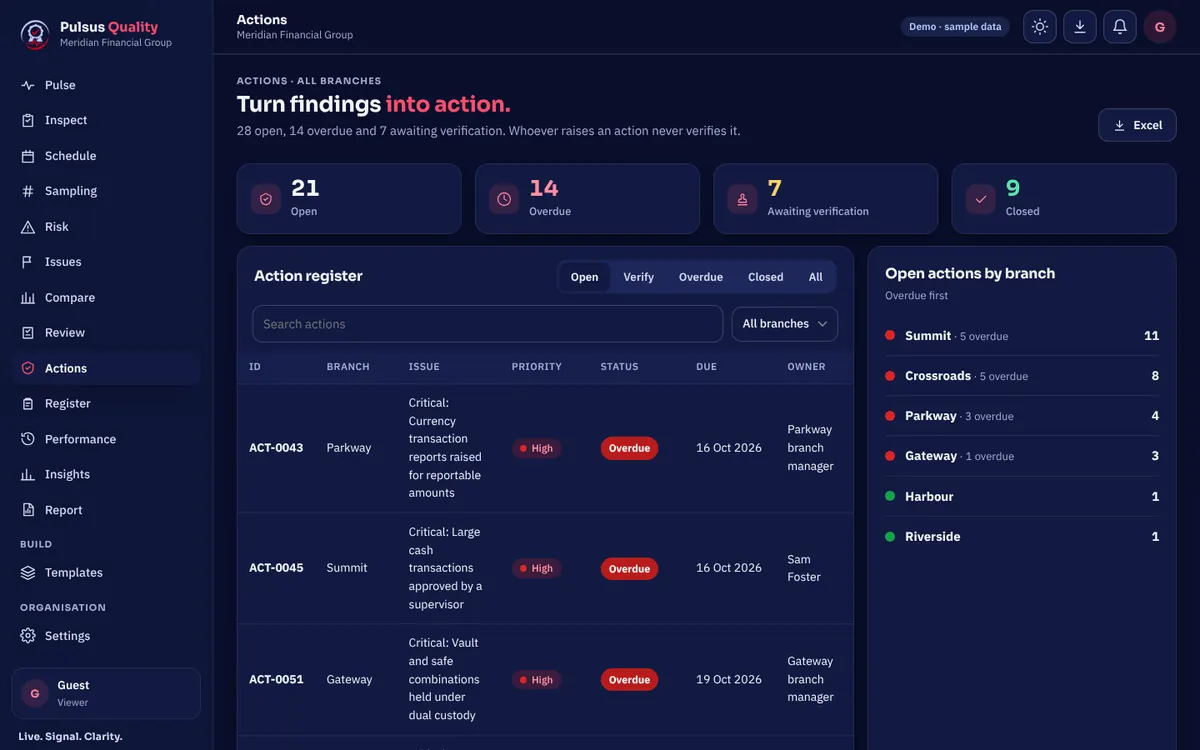 Pulsus Quality
Meridian Financial Group
Pulse
Inspect
Schedule
Sampling
Risk
Issues
Compare
Review
Actions
Register
Performance
Insights
Report
BUILD
Templates
ORGANISATION
Settings
G
Guest
Viewer
Live. Signal. Clarity.
Actions
Meridian Financial Group
Demo · sample data
G
ACTIONS · ALL BRANCHES
Turn findings into action.
28 open, 14 overdue and 7 awaiting verification. Whoever raises an action never verifies it.
Excel
21
Open
14
Overdue
7
Awaiting verification
9
Closed
Action register
Open Verify Overdue Closed All
Search actions
All branches
ID BRANCH ISSUE PRIORITY STATUS DUE OWNER
ACT-0043
Parkway
Critical:
Currency
transaction
reports raised
for reportable
amounts
High
Overdue
16 Oct 2026
Parkway
branch
manager
ACT-0045
Summit
Critical: Large
cash
transactions
approved by a
supervisor
High
Overdue
16 Oct 2026
Sam
Foster
ACT-0051
Gateway
Critical: Vault
and safe
combinations
held under
dual custody
High
Overdue
19 Oct 2026
Gateway
branch
manager
Open actions by branch
Overdue first
Summit · 5 overdue 11
Crossroads · 5 overdue 8
Parkway · 3 overdue 4
Gateway · 1 overdue 3
Harbour 1
Riverside 1